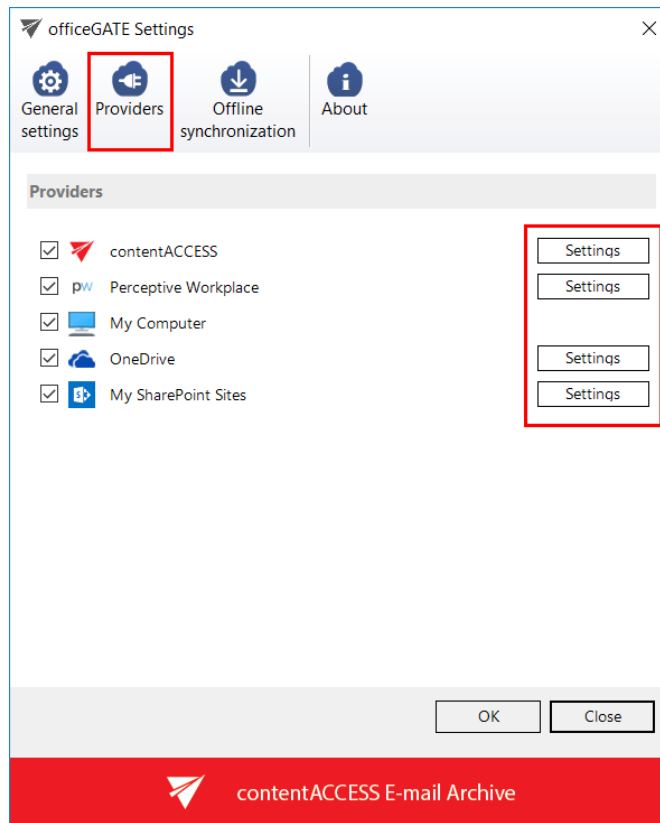 officeGATE Settings
General settings
Providers
Offline synchronization
About
Providers
contentACCESS Settings
pw Perceptive Workplace Settings
My Computer
OneDrive Settings
S My SharePoint Sites Settings
OK Close
contentACCESS E-mail Archive